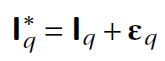 𝗜*_q = 𝗜_q + 𝛆_q